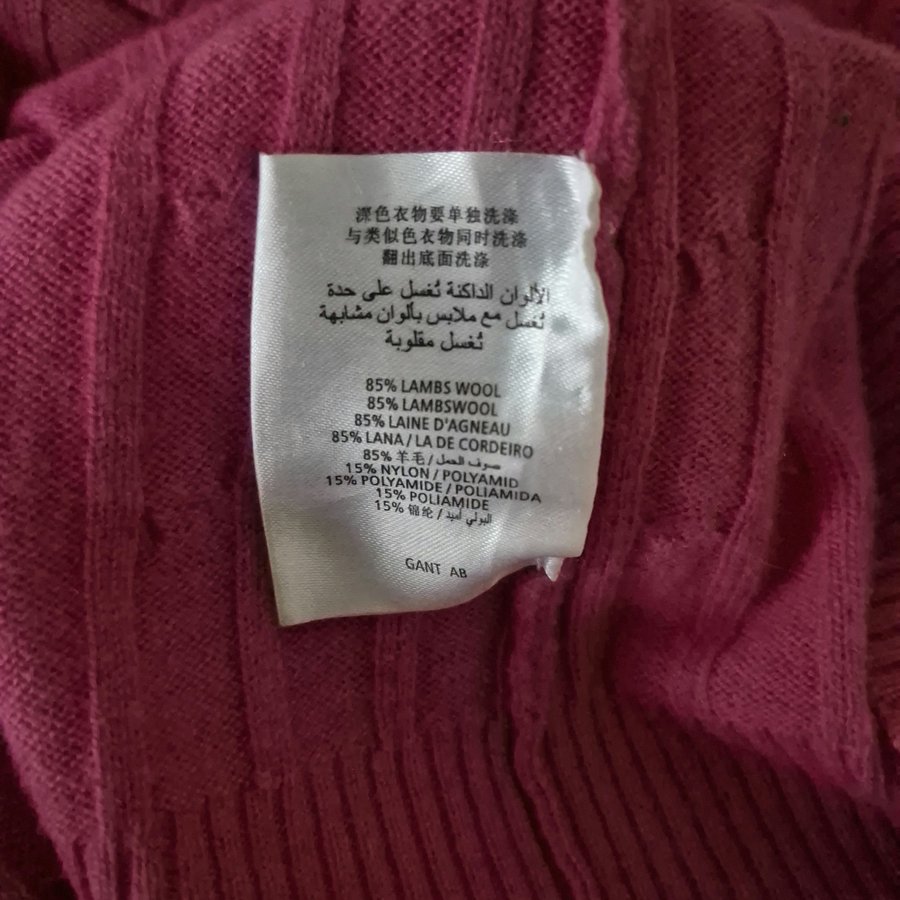 深色衣物要单独洗涤
与类似色衣物同时洗涤
翻出底面洗涤
الألوان الداكنة تُغسل على حدة
تُغسل مع ملابس بألوان مشابهة
تُغسل مقلوبة
85% LAMBS WOOL
85% LAMBSWOOL
85% LAINE D'AGNEAU
85% LANA / LA DE CORDEIRO
85% 羊毛 / صوف الحمل
15% NYLON / POLYAMID
15% POLYAMIDE / POLIAMIDA
15% POLIAMIDE
15% 锦纶 / البولي أميد
GANT AB